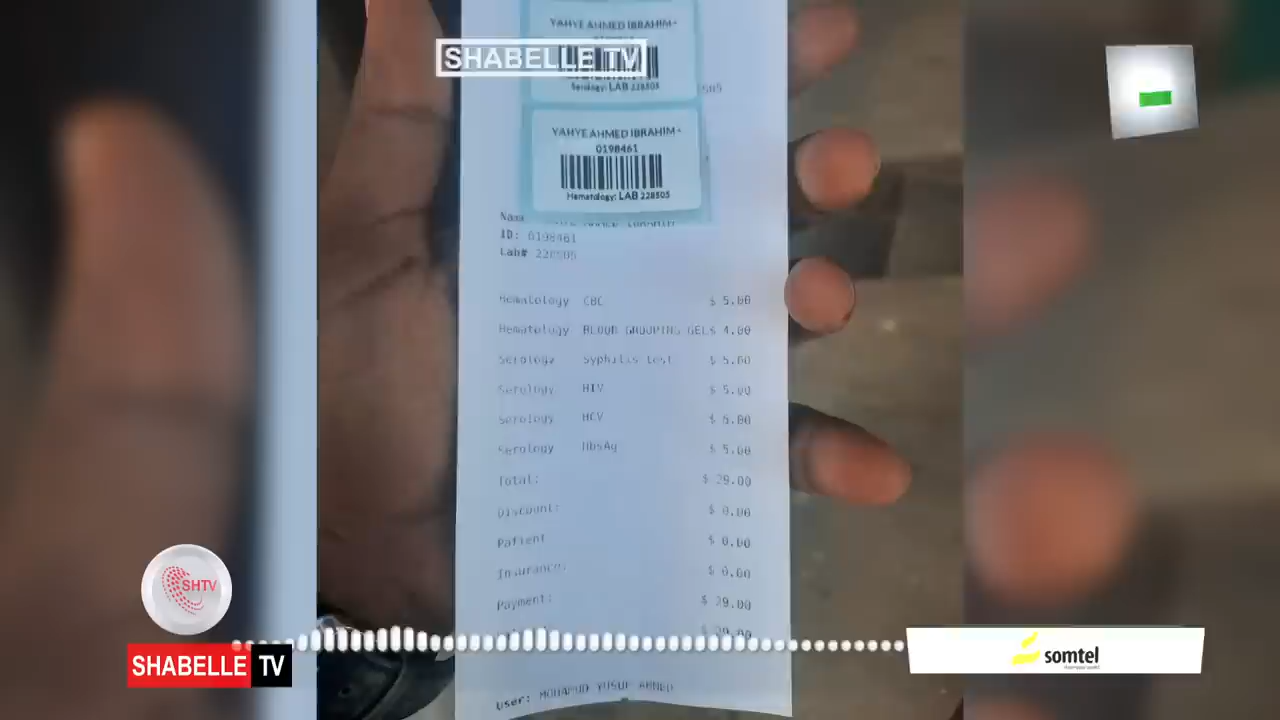 YAHYE AHMED IBRAHIM -
SHABELLE TV
Serology: LAB 228505
YAHYE AHMED IBRAHIM -
0198461
Hematology: LAB 228505
Name
ID: 0198461
Lab# 228505
Hematology CBC $ 5.00
Hematology BLOOD GROUPING GEL$ 4.00
Serology Syphilis test $ 5.00
Serology HIV $ 5.00
Serology HCV $ 5.00
Serology HbsAg $ 5.00
Total: $ 29.00
Discount: $ 0.00
Patient $ 0.00
Insurance: $ 0.00
Payment: $ 29.00
User: MOHAMUD YUSUF AHMED
SHTV
SHABELLE TV
somtel